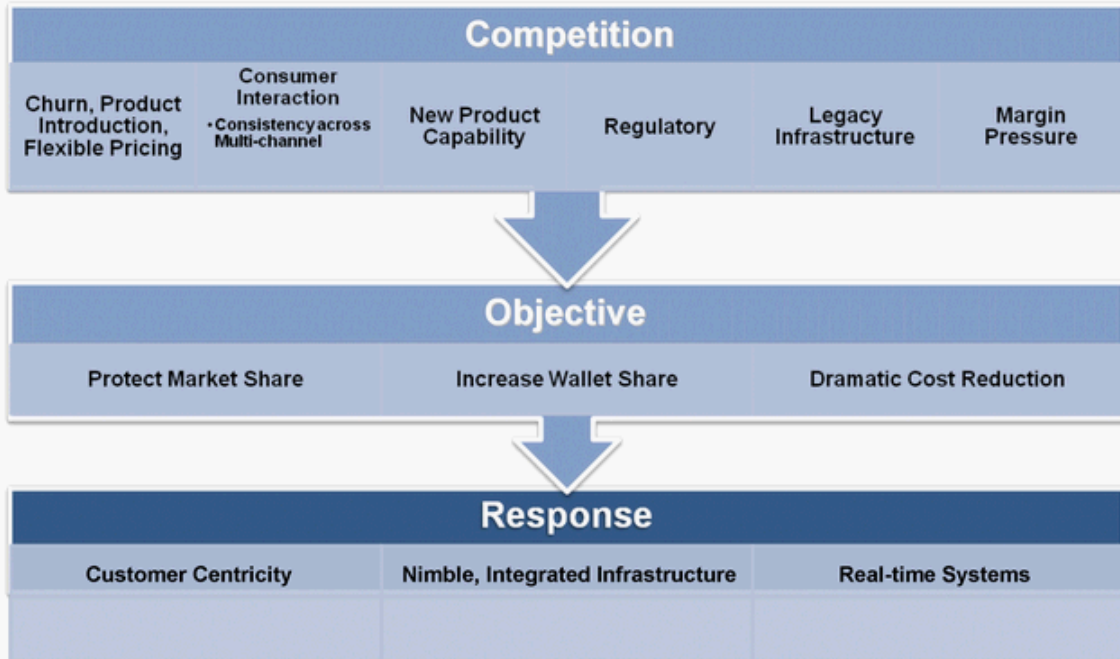 Competition
Churn, Product
Introduction,
Flexible Pricing
Consumer
Interaction
•Consistency across
Multi-channel
New Product
Capability
Regulatory
Legacy
Infrastructure
Margin
Pressure
Objective
Protect Market Share
Increase Wallet Share
Dramatic Cost Reduction
Response
Customer Centricity
Nimble, Integrated Infrastructure
Real-time Systems